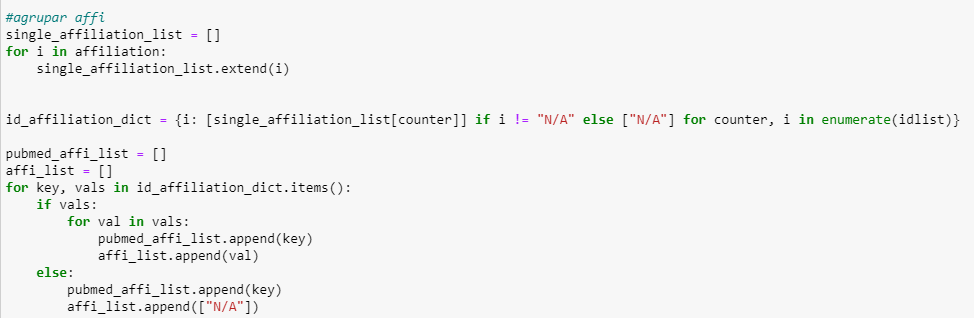 #agrupar affi
single_affiliation_list = []
for i in affiliation:
    single_affiliation_list.extend(i)
id_affiliation_dict = {i: [single_affiliation_list[counter]] if i != "N/A" else ["N/A"] for counter, i in enumerate(idlist)}
pubmed_affi_list = []
affi_list = []
for key, vals in id_affiliation_dict.items():
    if vals:
        for val in vals:
            pubmed_affi_list.append(key)
            affi_list.append(val)
    else:
        pubmed_affi_list.append(key)
        affi_list.append(["N/A"])